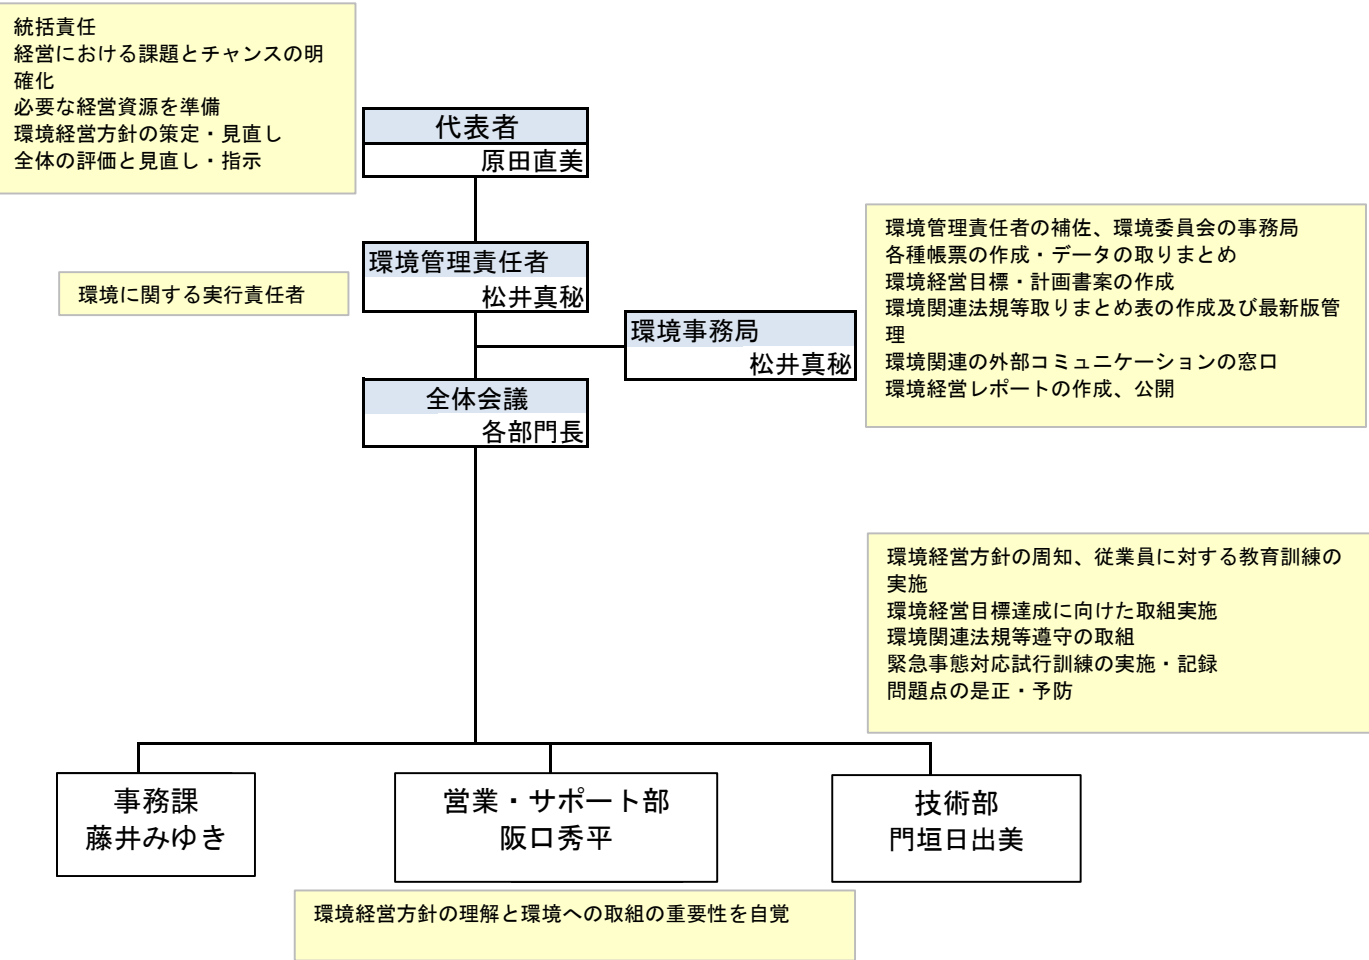 統括責任
経営における課題とチャンスの明
確化
必要な経営資源を準備
環境経営方針の策定・見直し
全体の評価と見直し・指示
代表者
原田直美
環境管理責任者
松井真秘
環境に関する実行責任者
環境事務局
松井真秘
環境管理責任者の補佐、環境委員会の事務局
各種帳票の作成・データの取りまとめ
環境経営目標・計画書案の作成
環境関連法規等取りまとめ表の作成及び最新版管
理
環境関連の外部コミュニケーションの窓口
環境経営レポートの作成、公開
全体会議
各部門長
環境経営方針の周知、従業員に対する教育訓練の
実施
環境経営目標達成に向けた取組実施
環境関連法規等遵守の取組
緊急事態対応試行訓練の実施・記録
問題点の是正・予防
事務課
藤井みゆき
営業・サポート部
阪口秀平
技術部
門垣日出美
環境経営方針の理解と環境への取組の重要性を自覚